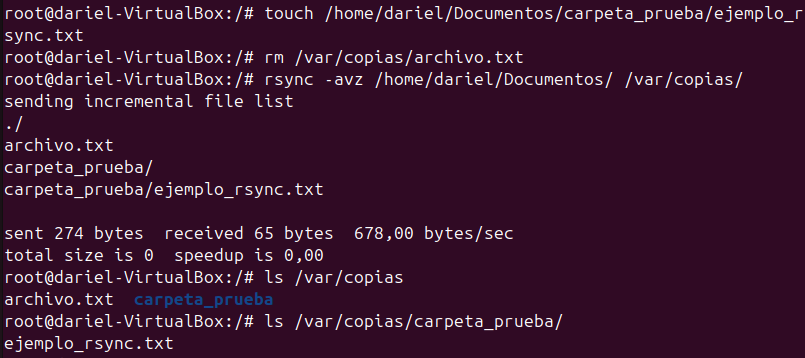 root@dariel-VirtualBox:/# touch /home/dariel/Documentos/carpeta_prueba/ejemplo_r
sync.txt
root@dariel-VirtualBox:/# rm /var/copias/archivo.txt
root@dariel-VirtualBox:/# rsync -avz /home/dariel/Documentos/ /var/copias/
sending incremental file list
./
archivo.txt
carpeta_prueba/
carpeta_prueba/ejemplo_rsync.txt

sent 274 bytes  received 65 bytes  678,00 bytes/sec
total size is 0  speedup is 0,00
root@dariel-VirtualBox:/# ls /var/copias
archivo.txt  carpeta_prueba
root@dariel-VirtualBox:/# ls /var/copias/carpeta_prueba/
ejemplo_rsync.txt